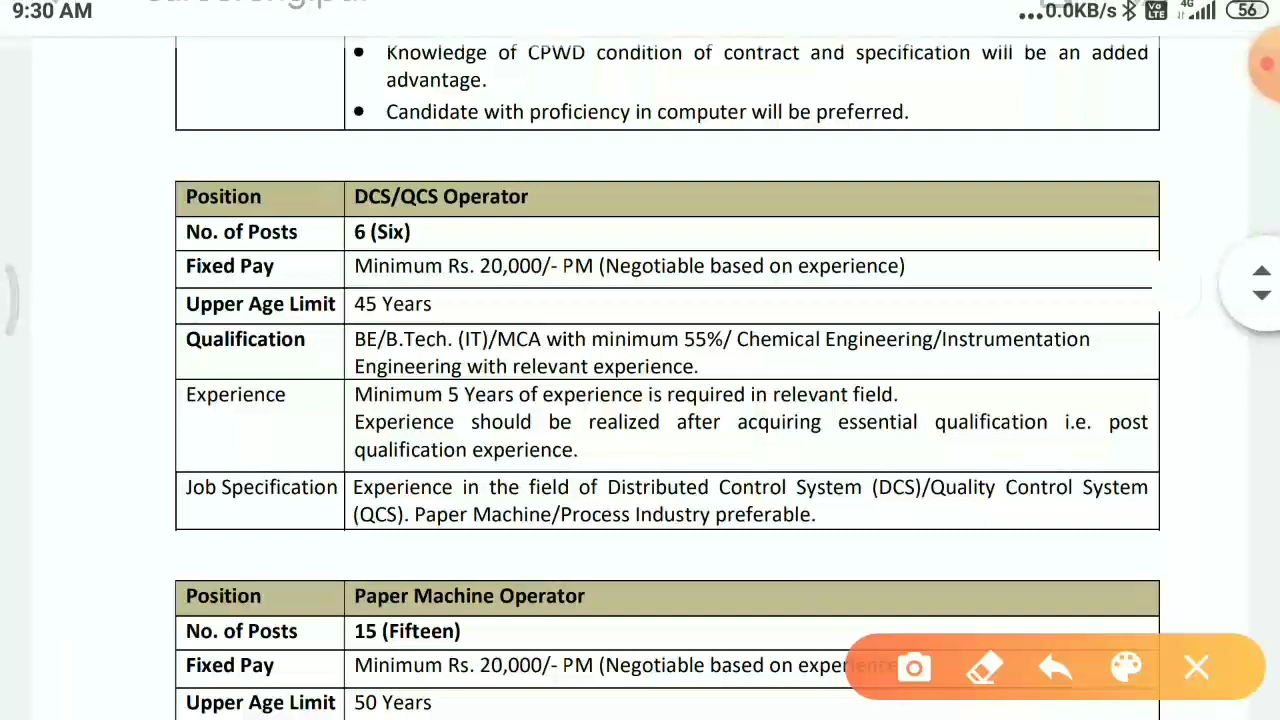 9:30 AM
...0.0KB/s Vo LTE 4G 56
Knowledge of CPWD condition of contract and specification will be an added
advantage.
Candidate with proficiency in computer will be preferred.
Position DCS/QCS Operator
No. of Posts 6 (Six)
Fixed Pay Minimum Rs. 20,000/- PM (Negotiable based on experience)
Upper Age Limit 45 Years
Qualification BE/B.Tech. (IT)/MCA with minimum 55%/ Chemical Engineering/Instrumentation
Engineering with relevant experience.
Experience Minimum 5 Years of experience is required in relevant field.
Experience should be realized after acquiring essential qualification i.e. post
qualification experience.
Job Specification Experience in the field of Distributed Control System (DCS)/Quality Control System
(QCS). Paper Machine/Process Industry preferable.
Position Paper Machine Operator
No. of Posts 15 (Fifteen)
Fixed Pay Minimum Rs. 20,000/- PM (Negotiable based on experience
Upper Age Limit 50 Years